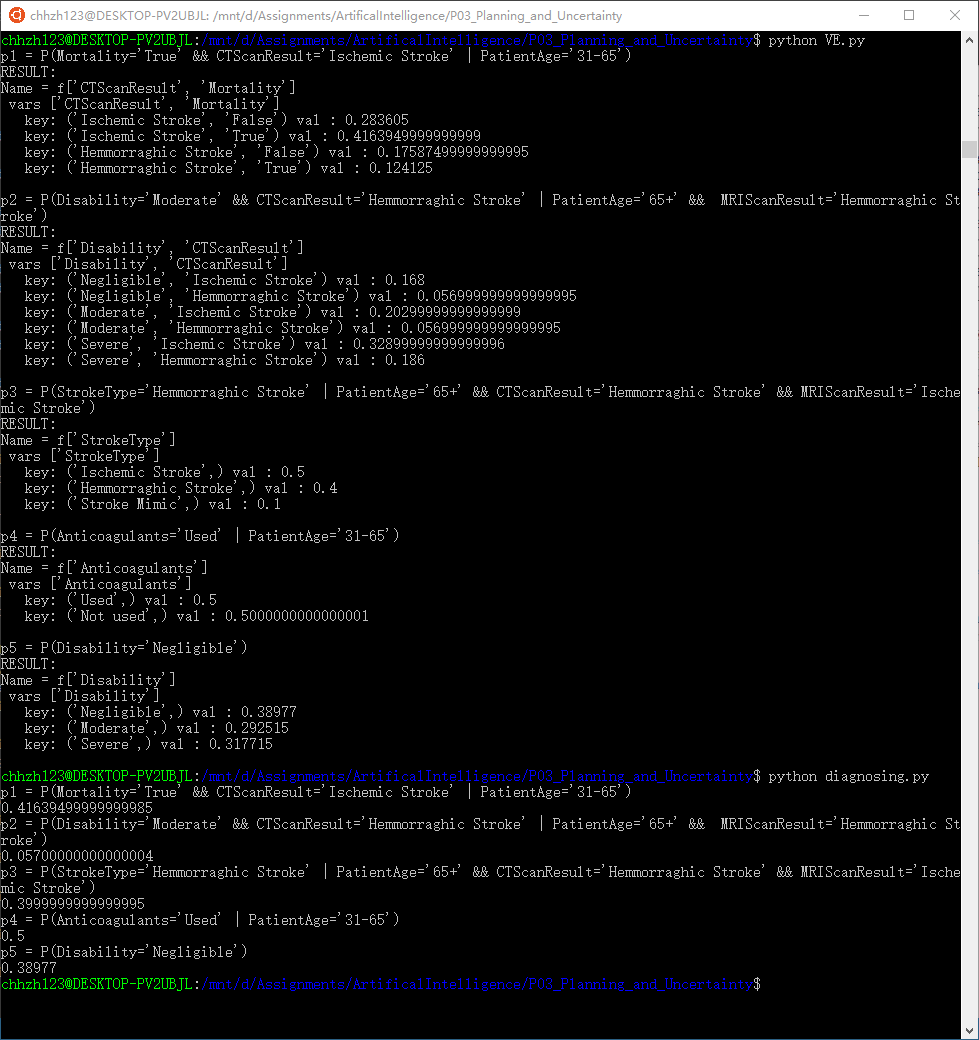 chhzh123@DESKTOP-PV2UBJL: /mnt/d/Assignments/ArtificalIntelligence/P03_Planning_and_Uncertainty
chhzh123@DESKTOP-PV2UBJL:/mnt/d/Assignments/ArtificalIntelligence/P03_Planning_and_Uncertainty$ python VE.py
p1 = P(Mortality='True' && CTScanResult='Ischemic Stroke' | PatientAge='31-65')
RESULT:
Name = f['CTScanResult', 'Mortality']
vars ['CTScanResult', 'Mortality']
key: ('Ischemic Stroke', 'False') val : 0.283605
key: ('Ischemic Stroke', 'True') val : 0.4163949999999999
key: ('Hemmorraghic Stroke', 'False') val : 0.17587499999999995
key: ('Hemmorraghic Stroke', 'True') val : 0.124125
p2 = P(Disability='Moderate' && CTScanResult='Hemmorraghic Stroke' | PatientAge='65+' &&  MRIScanResult='Hemmorraghic St
roke')
RESULT:
Name = f['Disability', 'CTScanResult']
vars ['Disability', 'CTScanResult']
key: ('Negligible', 'Ischemic Stroke') val : 0.168
key: ('Negligible', 'Hemmorraghic Stroke') val : 0.056999999999999995
key: ('Moderate', 'Ischemic Stroke') val : 0.20299999999999999
key: ('Moderate', 'Hemmorraghic Stroke') val : 0.056999999999999995
key: ('Severe', 'Ischemic Stroke') val : 0.32899999999999996
key: ('Severe', 'Hemmorraghic Stroke') val : 0.186
p3 = P(StrokeType='Hemmorraghic Stroke' | PatientAge='65+' && CTScanResult='Hemmorraghic Stroke' && MRIScanResult='Ische
mic Stroke')
RESULT:
Name = f['StrokeType']
vars ['StrokeType']
key: ('Ischemic Stroke',) val : 0.5
key: ('Hemmorraghic Stroke',) val : 0.4
key: ('Stroke Mimic',) val : 0.1
p4 = P(Anticoagulants='Used' | PatientAge='31-65')
RESULT:
Name = f['Anticoagulants']
vars ['Anticoagulants']
key: ('Used',) val : 0.5
key: ('Not used',) val : 0.5000000000000001
p5 = P(Disability='Negligible')
RESULT:
Name = f['Disability']
vars ['Disability']
key: ('Negligible',) val : 0.38977
key: ('Moderate',) val : 0.292515
key: ('Severe',) val : 0.317715
chhzh123@DESKTOP-PV2UBJL:/mnt/d/Assignments/ArtificalIntelligence/P03_Planning_and_Uncertainty$ python diagnosing.py
p1 = P(Mortality='True' && CTScanResult='Ischemic Stroke' | PatientAge='31-65')
0.41639499999999985
p2 = P(Disability='Moderate' && CTScanResult='Hemmorraghic Stroke' | PatientAge='65+' &&  MRIScanResult='Hemmorraghic St
roke')
0.05700000000000004
p3 = P(StrokeType='Hemmorraghic Stroke' | PatientAge='65+' && CTScanResult='Hemmorraghic Stroke' && MRIScanResult='Ische
mic Stroke')
0.3999999999999995
p4 = P(Anticoagulants='Used' | PatientAge='31-65')
0.5
p5 = P(Disability='Negligible')
0.38977
chhzh123@DESKTOP-PV2UBJL:/mnt/d/Assignments/ArtificalIntelligence/P03_Planning_and_Uncertainty$